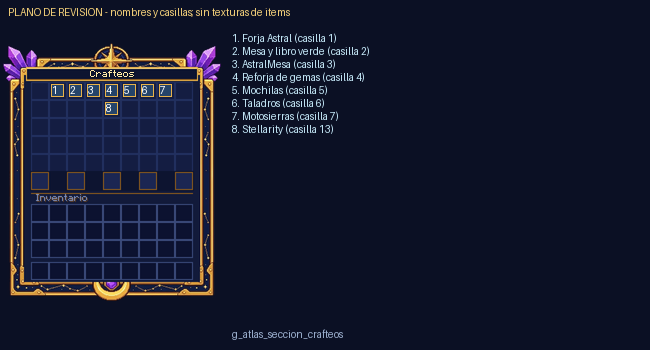 PLANO DE REVISION - nombres y casillas; sin texturas de items
Crafteos
1 2 3 4 5 6 7
8
Inventario
1. Forja Astral (casilla 1)
2. Mesa y libro verde (casilla 2)
3. AstralMesa (casilla 3)
4. Reforja de gemas (casilla 4)
5. Mochilas (casilla 5)
6. Taladros (casilla 6)
7. Motosierras (casilla 7)
8. Stellarity (casilla 13)
g_atlas_seccion_crafteos